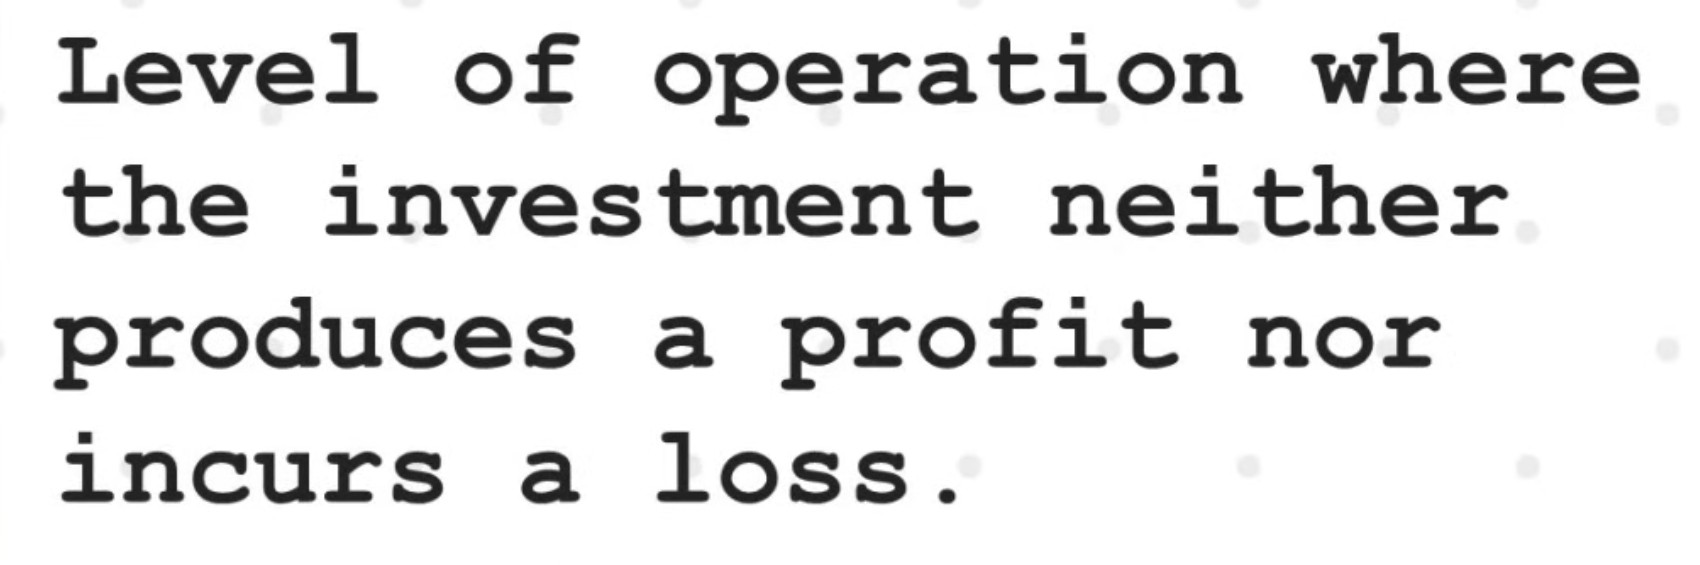 Level of operation where
the investment neither
produces a profit nor
incurs a loss.